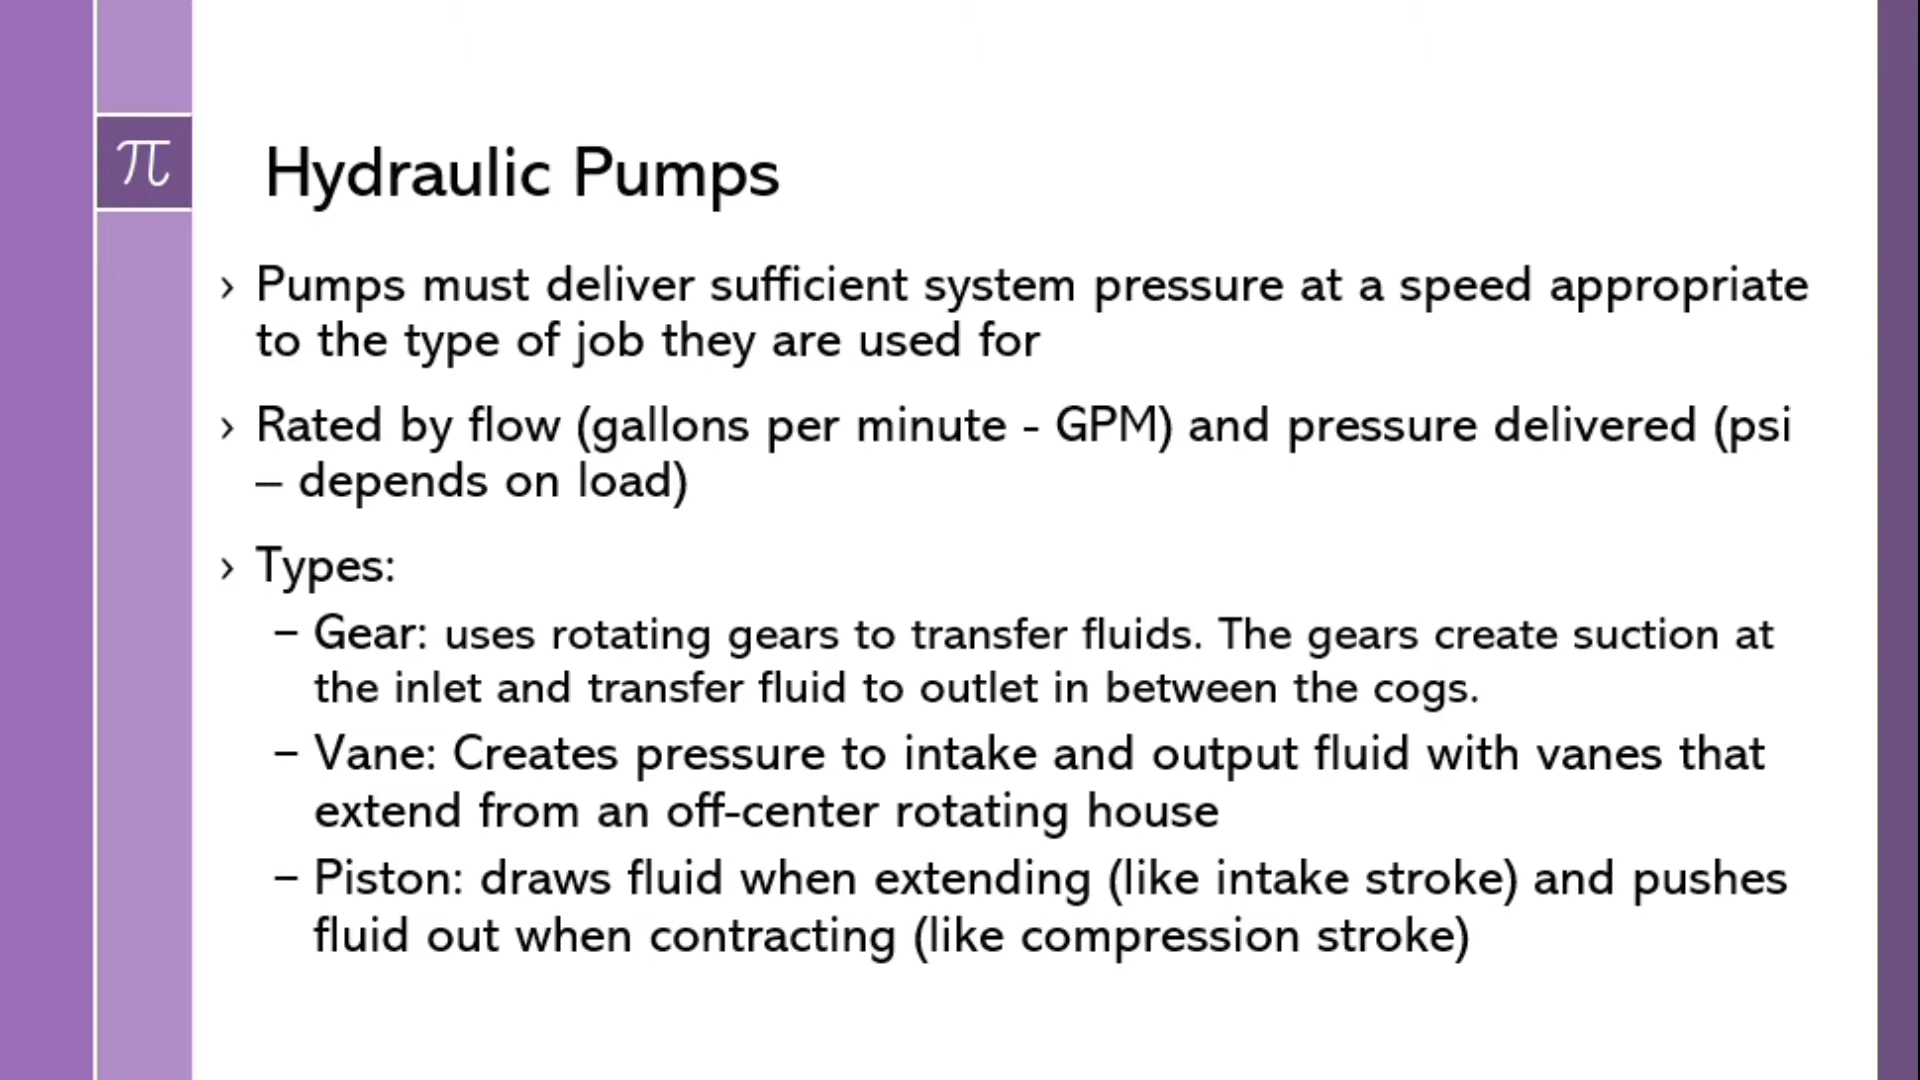 π
Hydraulic Pumps
› Pumps must deliver sufficient system pressure at a speed appropriate
to the type of job they are used for
› Rated by flow (gallons per minute - GPM) and pressure delivered (psi
– depends on load)
› Types:
– Gear: uses rotating gears to transfer fluids. The gears create suction at
the inlet and transfer fluid to outlet in between the cogs.
– Vane: Creates pressure to intake and output fluid with vanes that
extend from an off-center rotating house
– Piston: draws fluid when extending (like intake stroke) and pushes
fluid out when contracting (like compression stroke)